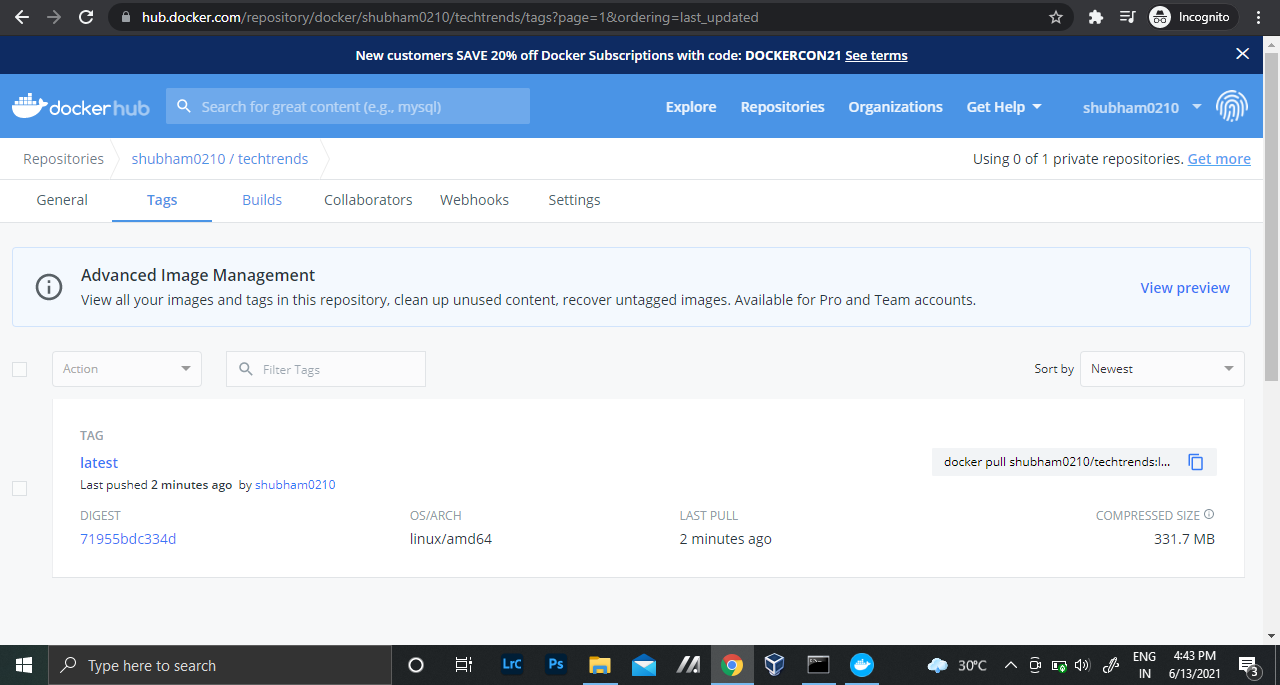 hub.docker.com/repository/docker/shubham0210/techtrends/tags?page=1&ordering=last_updated
Incognito
New customers SAVE 20% off Docker Subscriptions with code: DOCKERCON21 See terms
docker hub
Search for great content (e.g., mysql)
Explore
Repositories
Organizations
Get Help
shubham0210
Repositories
shubham0210 / techtrends
Using 0 of 1 private repositories. Get more
General
Tags
Builds
Collaborators
Webhooks
Settings
Advanced Image Management
View all your images and tags in this repository, clean up unused content, recover untagged images. Available for Pro and Team accounts.
View preview
Action
Filter Tags
Sort by
Newest
TAG
latest
docker pull shubham0210/techtrends:l...
Last pushed 2 minutes ago by shubham0210
DIGEST
OS/ARCH
LAST PULL
COMPRESSED SIZE
71955bdc334d
linux/amd64
2 minutes ago
331.7 MB
Type here to search
LrC
Ps
30°C
ENG
IN
4:43 PM
6/13/2021
3